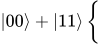 |00⟩ + |11⟩ {